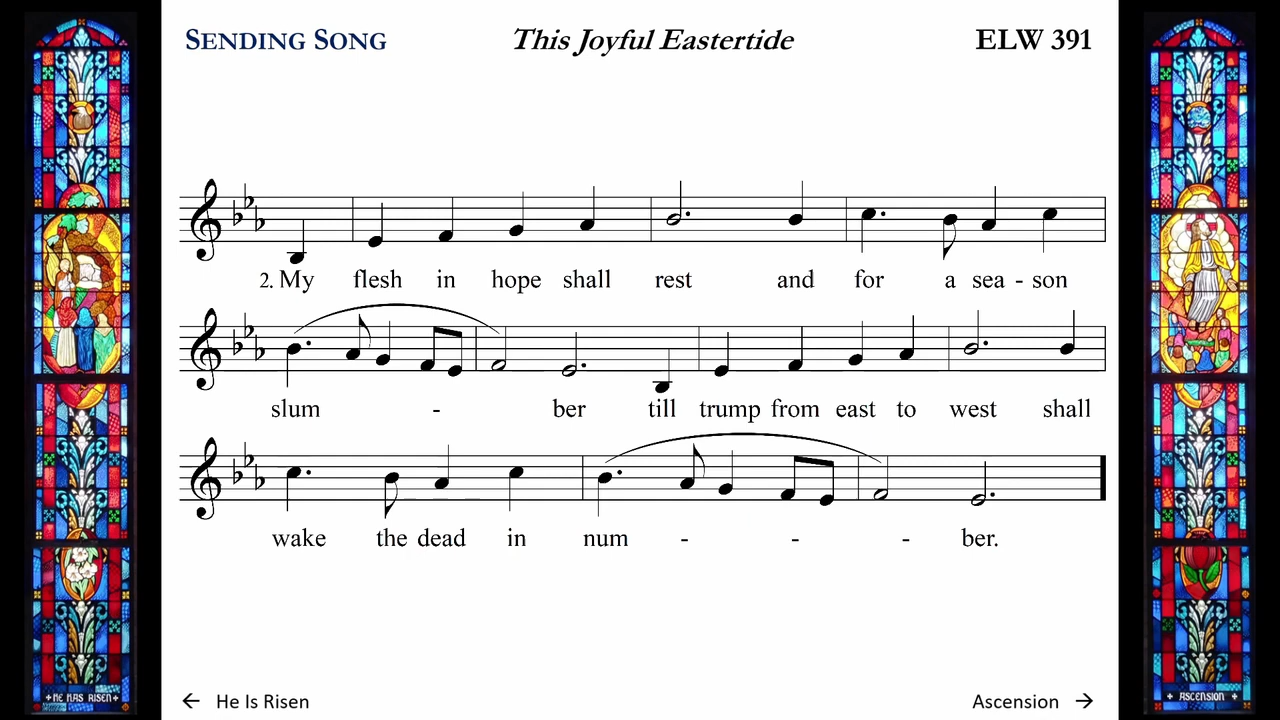 SENDING SONG This Joyful Eastertide ELW 391
2. My flesh in hope shall rest and for a sea - son
slum - ber till trump from east to west shall
wake the dead in num - - - ber.
← He Is Risen Ascension →
+ HE HAS RISEN +
+ ASCENSION +